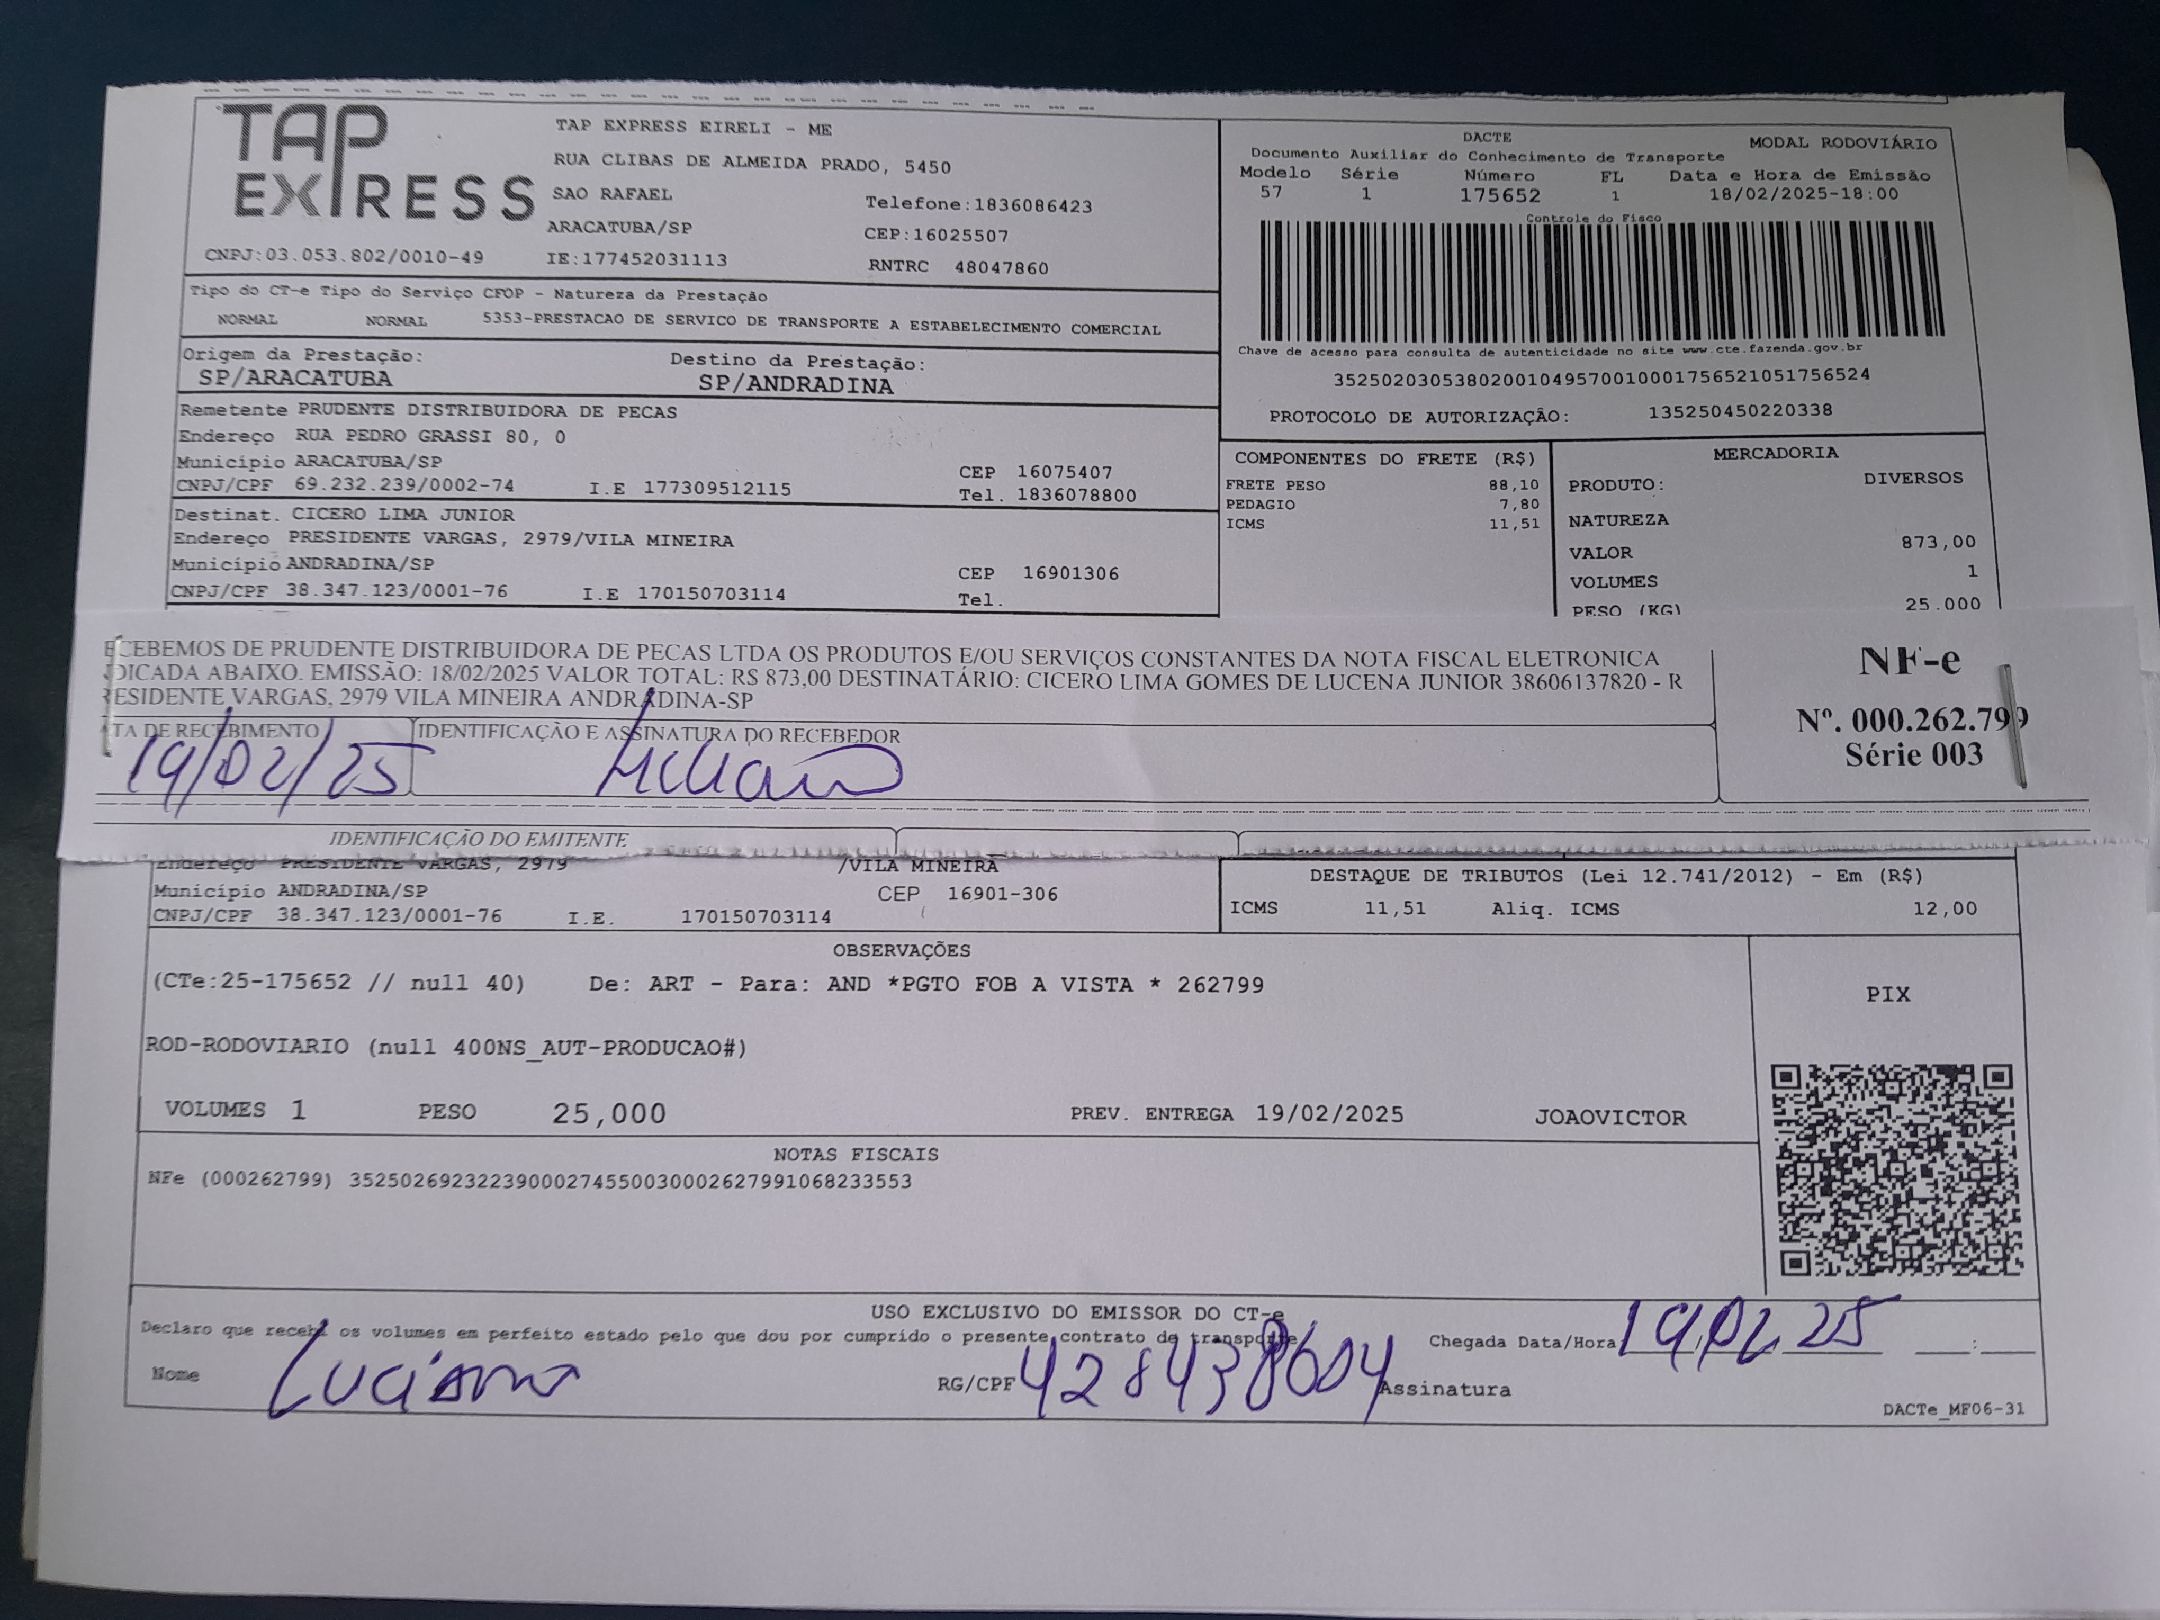 TAP EXPRESS
TAP EXPRESS EIRELI - ME
RUA CLIBAS DE ALMEIDA PRADO, 5450
SAO RAFAEL Telefone:1836086423
ARACATUBA/SP CEP:16025507
CNPJ:03.053.802/0010-49 IE:177452031113 RNTRC 48047860
DACTE MODAL RODOVIÁRIO
Documento Auxiliar do Conhecimento de Transporte
Modelo Série Número FL Data e Hora de Emissão
57 1 175652 1 18/02/2025-18:00
Controle do Fisco
Chave de acesso para consulta de autenticidade no site www.cte.fazenda.gov.br
35250203053802001049570010001756521051756524
PROTOCOLO DE AUTORIZAÇÃO: 135250450220338
Tipo do CT-e Tipo do Serviço CFOP - Natureza da Prestação
NORMAL NORMAL 5353-PRESTACAO DE SERVICO DE TRANSPORTE A ESTABELECIMENTO COMERCIAL
Origem da Prestação: Destino da Prestação:
SP/ARACATUBA SP/ANDRADINA
Remetente PRUDENTE DISTRIBUIDORA DE PECAS
Endereço RUA PEDRO GRASSI 80, 0
Município ARACATUBA/SP CEP 16075407
CNPJ/CPF 69.232.239/0002-74 I.E 177309512115 Tel. 1836078800
Destinat. CICERO LIMA JUNIOR
Endereço PRESIDENTE VARGAS, 2979/VILA MINEIRA
Município ANDRADINA/SP CEP 16901306
CNPJ/CPF 38.347.123/0001-76 I.E 170150703114 Tel.
COMPONENTES DO FRETE (R$)
FRETE PESO 88,10
PEDAGIO 7,80
ICMS 11,51
MERCADORIA
PRODUTO: DIVERSOS
NATUREZA
VALOR 873,00
VOLUMES 1
PESO (KG) 25.000
ECEBEMOS DE PRUDENTE DISTRIBUIDORA DE PECAS LTDA OS PRODUTOS E/OU SERVIÇOS CONSTANTES DA NOTA FISCAL ELETRONICA
DICADA ABAIXO. EMISSÃO: 18/02/2025 VALOR TOTAL: R$ 873,00 DESTINATÁRIO: CICERO LIMA GOMES DE LUCENA JUNIOR 38606137820 - R
RESIDENTE VARGAS, 2979 VILA MINEIRA ANDRADINA-SP
TA DE RECEBIMENTO IDENTIFICAÇÃO E ASSINATURA DO RECEBEDOR
19/02/25
NF-e
Nº. 000.262.799
Série 003
IDENTIFICAÇÃO DO EMITENTE
Endereço PRESIDENTE VARGAS, 2979 /VILA MINEIRA
Município ANDRADINA/SP CEP 16901-306
CNPJ/CPF 38.347.123/0001-76 I.E. 170150703114
DESTAQUE DE TRIBUTOS (Lei 12.741/2012) - Em (R$)
ICMS 11,51 Aliq. ICMS 12,00
OBSERVAÇÕES
(CTe:25-175652 // null 40) De: ART - Para: AND *PGTO FOB A VISTA * 262799
ROD-RODOVIARIO (null 400NS_AUT-PRODUCAO#)
PIX
VOLUMES 1 PESO 25,000 PREV. ENTREGA 19/02/2025 JOAOVICTOR
NOTAS FISCAIS
NFe (000262799) 35250269232239000274550030002627991068233553
USO EXCLUSIVO DO EMISSOR DO CT-e
Declaro que recebi os volumes em perfeito estado pelo que dou por cumprido o presente contrato de transporte
Chegada Data/Hora 19.02.25 :
Nome Luciano RG/CPF 428438604 Assinatura
DACTe_MF06-31